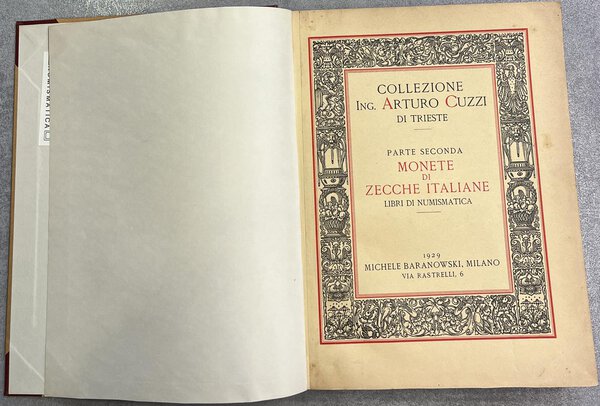 NUMISMATICA
COLLEZIONE
ING. ARTURO CUZZI
DI TRIESTE
PARTE SECONDA
MONETE
DI
ZECCHE ITALIANE
LIBRI DI NUMISMATICA
1929
MICHELE BARANOWSKI, MILANO
VIA RASTRELLI, 6